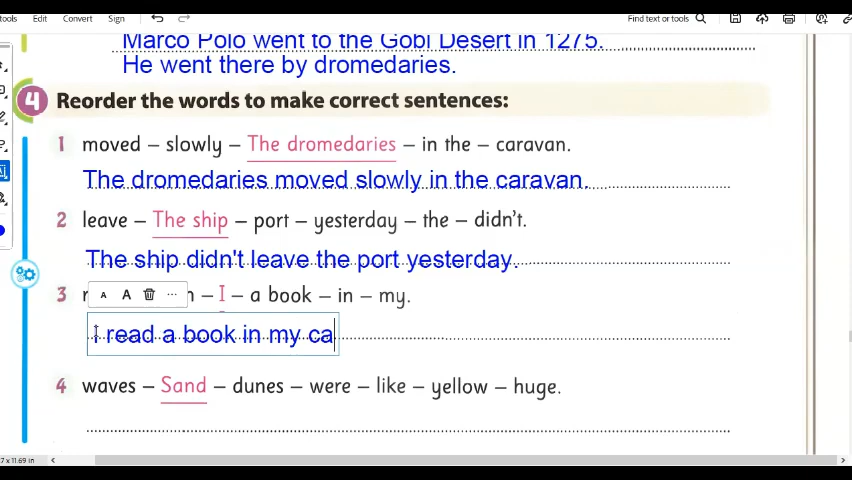 Edit Convert Sign Find text or tools
Marco Polo went to the Gobi Desert in 1275.
He went there by dromedaries.
4 Reorder the words to make correct sentences:
1 moved – slowly – The dromedaries – in the – caravan.
The dromedaries moved slowly in the caravan.
2 leave – The ship – port – yesterday – the – didn't.
The ship didn't leave the port yesterday.
A A ...
3 – I – a book – in – my.
I read a book in my ca
4 waves – Sand – dunes – were – like – yellow – huge.
7 x 11.69 in